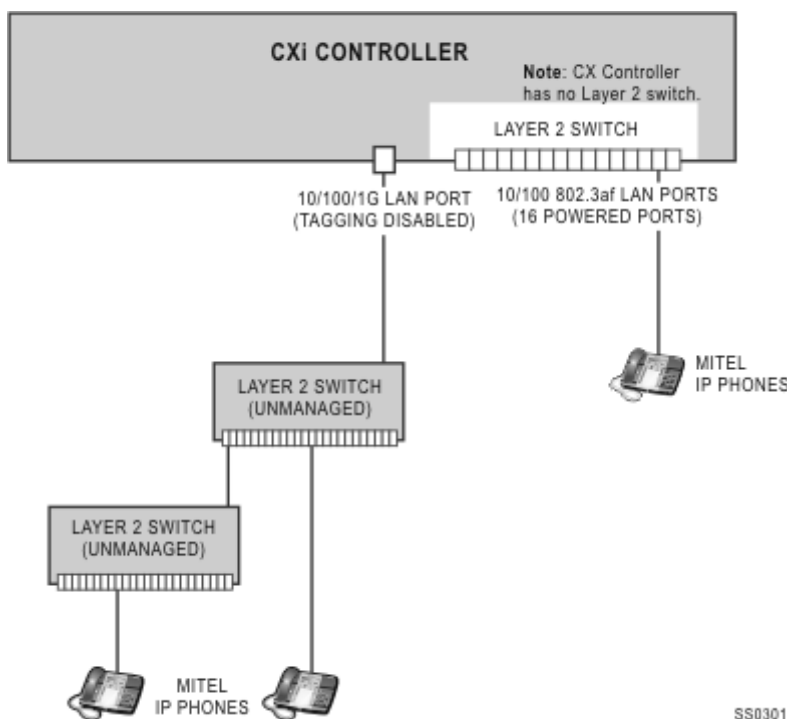 CXi CONTROLLER
Note: CX Controller
has no Layer 2 switch.
LAYER 2 SWITCH
10/100/1G LAN PORT
(TAGGING DISABLED)
10/100 802.3af LAN PORTS
(16 POWERED PORTS)
MITEL
IP PHONES
LAYER 2 SWITCH
(UNMANAGED)
LAYER 2 SWITCH
(UNMANAGED)
MITEL
IP PHONES
SS0301